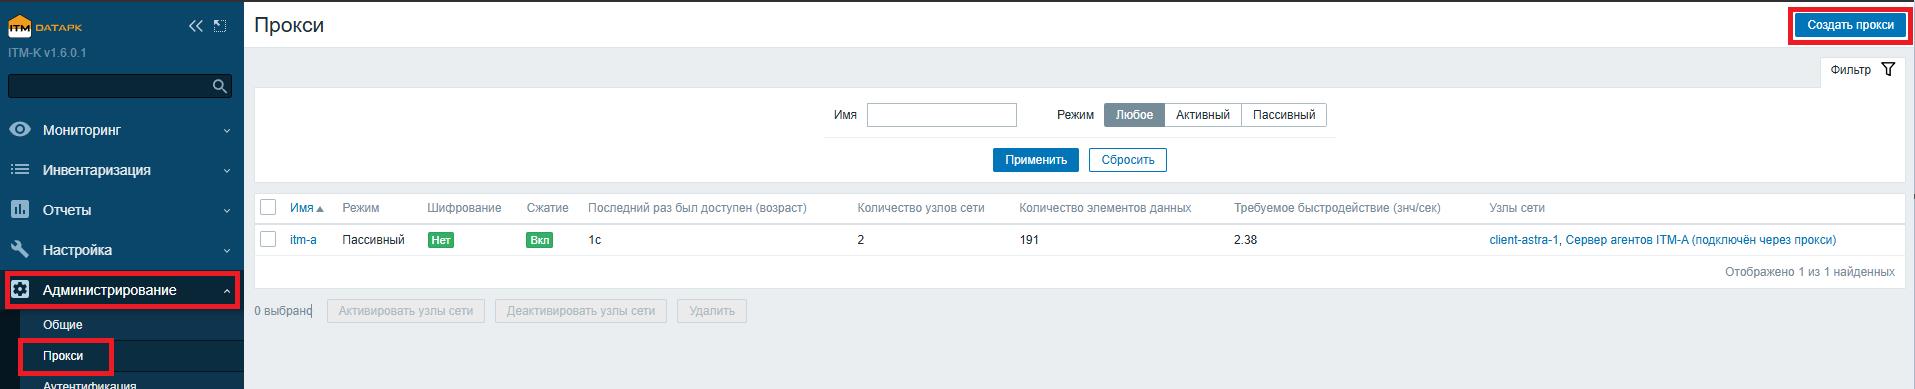 ITM DATAPK
ITM-K v1.6.0.1
Мониторинг
Инвентаризация
Отчеты
Настройка
Администрирование
Общие
Прокси
Аутентификация
Прокси
Создать прокси
Фильтр
Имя Режим Любое Активный Пассивный
Применить Сбросить
Имя Режим Шифрование Сжатие Последний раз был доступен (возраст) Количество узлов сети Количество элементов данных Требуемое быстродействие (знч/сек) Узлы сети
itm-a Пассивный Нет Вкл 1с 2 191 2.38 client-astra-1, Сервер агентов ITM-A (подключён через прокси)
Отображено 1 из 1 найденных
0 выбрано Активировать узлы сети Деактивировать узлы сети Удалить